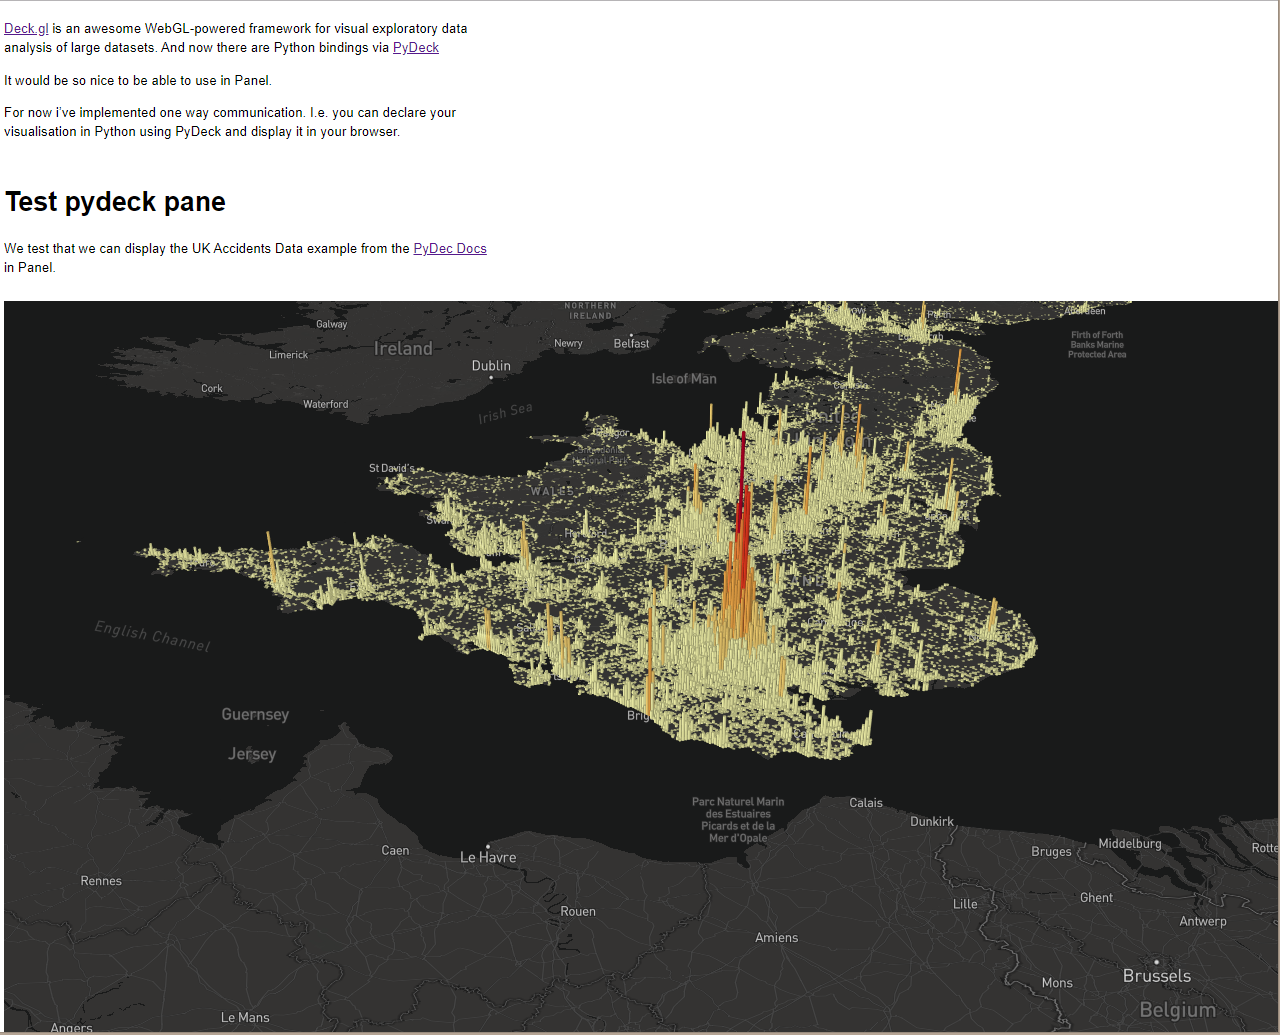 Deck.gl is an awesome WebGL-powered framework for visual exploratory data
analysis of large datasets. And now there are Python bindings via PyDeck
It would be so nice to be able to use in Panel.
For now i've implemented one way communication. I.e. you can declare your
visualisation in Python using PyDeck and display it in your browser.
Test pydeck pane
We test that we can display the UK Accidents Data example from the PyDec Docs
in Panel.
NORTHERN
IRELAND
Galway
Newry
Belfast
Limerick
Ireland
Dublin
Isle of Man
Firth of Forth
Banks Marine
Protected Area
Cork
Waterford
Irish Sea
St David's
WALES
English Channel
Guernsey
Jersey
Parc Naturel Marin
des Estuaires
Picards et de la
Mer d'Opale
Calais
Dunkirk
Caen
Le Havre
Bruges
Middelburg
Rennes
Rouen
Lille
Ghent
Antwerp
Amiens
Mons
Brussels
Belgium
Le Mans
Angers